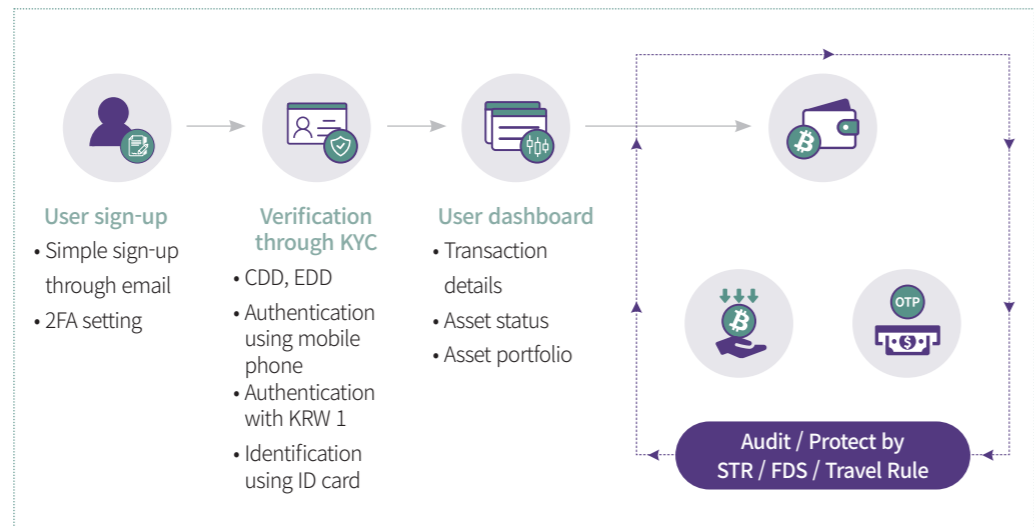 User sign-up
• Simple sign-up
through email
• 2FA setting
Verification
through KYC
• CDD, EDD
• Authentication
using mobile
phone
• Authentication
with KRW 1
• Identification
using ID card
User dashboard
• Transaction
details
• Asset status
• Asset portfolio
OTP
Audit / Protect by
STR / FDS / Travel Rule